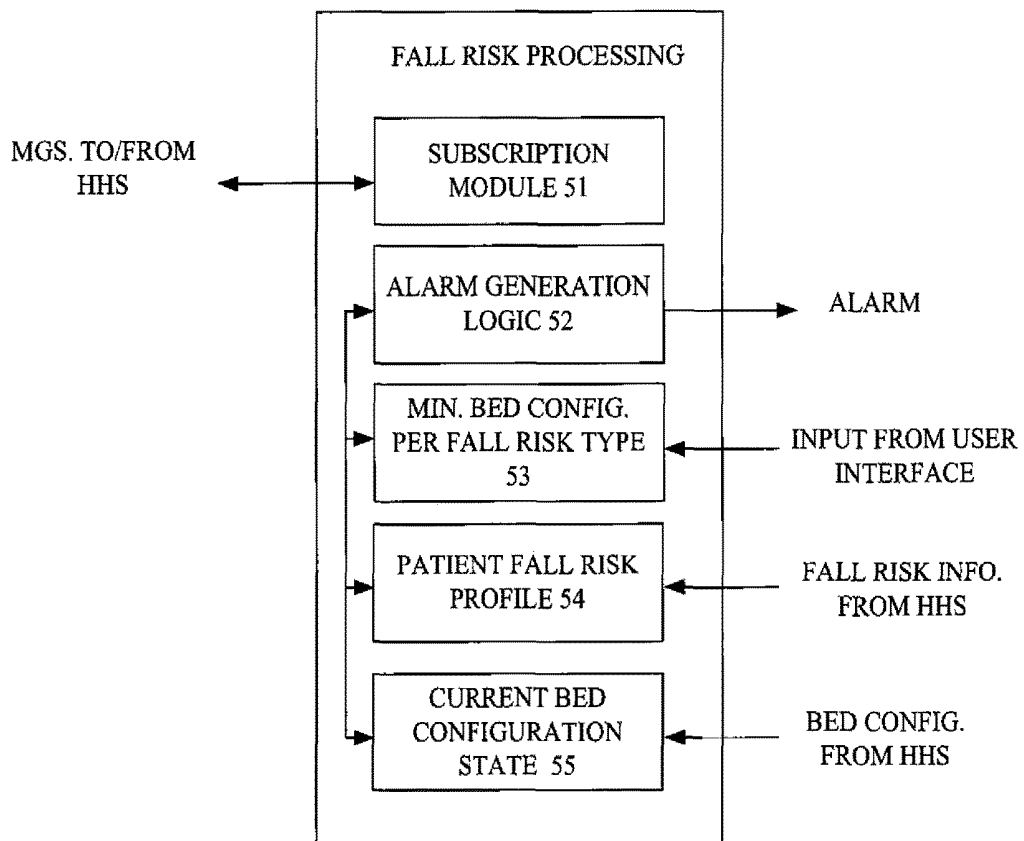 FALL RISK PROCESSING
MGS. TO/FROM
HHS
SUBSCRIPTION
MODULE 51
ALARM GENERATION
LOGIC 52
ALARM
MIN. BED CONFIG.
PER FALL RISK TYPE
53
INPUT FROM USER
INTERFACE
PATIENT FALL RISK
PROFILE 54
FALL RISK INFO.
FROM HHS
CURRENT BED
CONFIGURATION
STATE 55
BED CONFIG.
FROM HHS